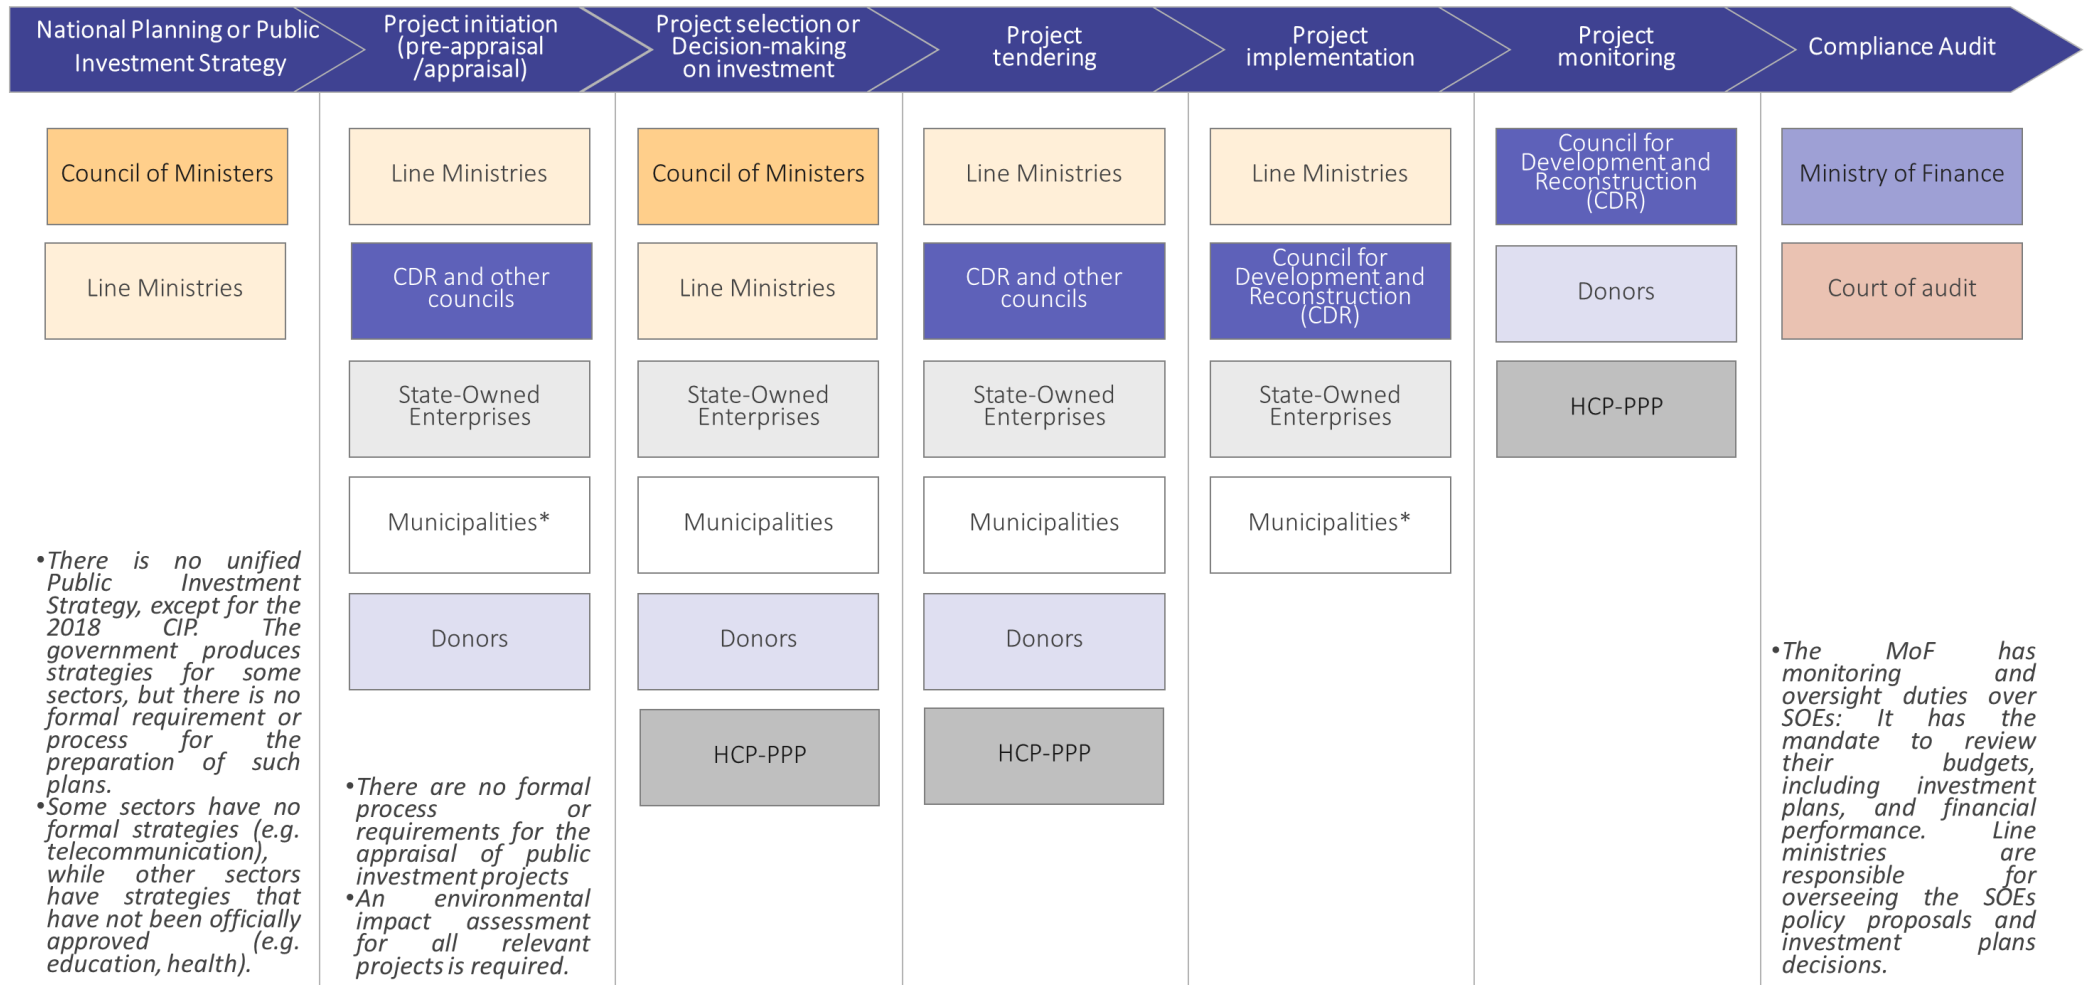 National Planning or Public
Investment Strategy
Project initiation
(pre-appraisal
/appraisal)
Project selection or
Decision-making
on investment
Project
tendering
Project
implementation
Project
monitoring
Compliance Audit
Council of Ministers
Line Ministries
•There is no unified
Public Investment
Strategy, except for the
2018 CIP. The
government produces
strategies for some
sectors, but there is no
formal requirement or
process for the
preparation of such
plans.
•Some sectors have no
formal strategies (e.g.
telecommunication),
while other sectors
have strategies that
have not been officially
approved (e.g.
education, health).
Line Ministries
CDR and other
councils
State-Owned
Enterprises
Municipalities*
Donors
•There are no formal
process or
requirements for the
appraisal of public
investment projects
•An environmental
impact assessment
for all relevant
projects is required.
Council of Ministers
Line Ministries
State-Owned
Enterprises
Municipalities
Donors
HCP-PPP
Line Ministries
CDR and other
councils
State-Owned
Enterprises
Municipalities
Donors
HCP-PPP
Line Ministries
Council for
Development and
Reconstruction
(CDR)
State-Owned
Enterprises
Municipalities*
Council for
Development and
Reconstruction
(CDR)
Donors
HCP-PPP
Ministry of Finance
Court of audit
•The MoF has
monitoring and
oversight duties over
SOEs: It has the
mandate to review
their budgets,
including investment
plans, and financial
performance. Line
ministries are
responsible for
overseeing the SOEs
policy proposals and
investment plans
decisions.